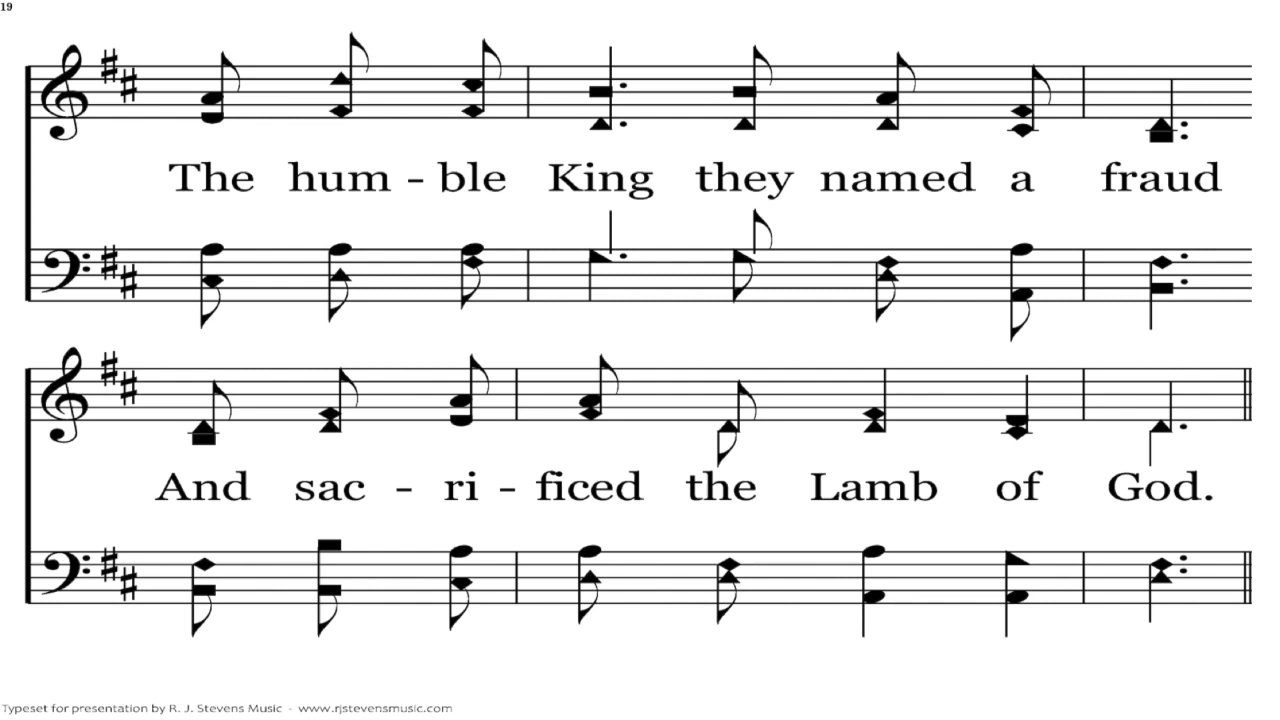 19
The hum - ble King they named a fraud
And sac - ri - ficed the Lamb of God.
Typeset for presentation by R. J. Stevens Music - www.rjstevensmusic.com